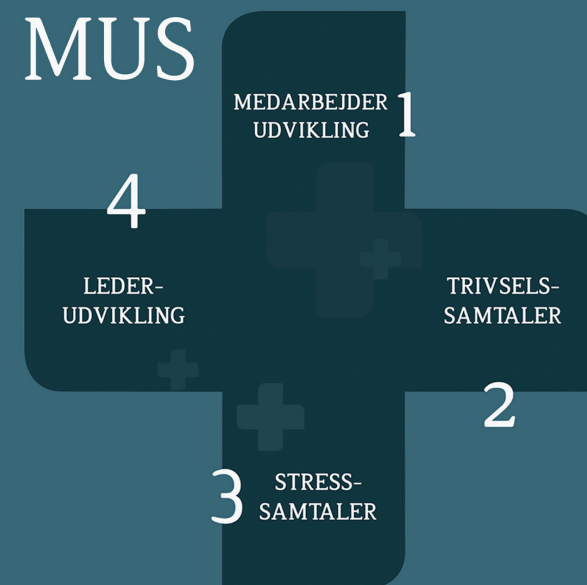 MUS
MEDARBEJDER
UDVIKLING
1
4
LEDER-
UDVIKLING
TRIVSELS-
SAMTALER
2
3
STRESS-
SAMTALER